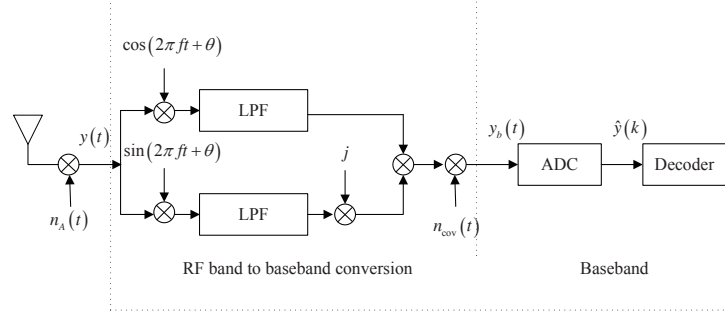 cos(2πft+θ)
LPF
y(t)
n_A(t)
sin(2πft+θ)
j
LPF
n_cov(t)
y_b(t)
ADC
ŷ(k)
Decoder
RF band to baseband conversion
Baseband